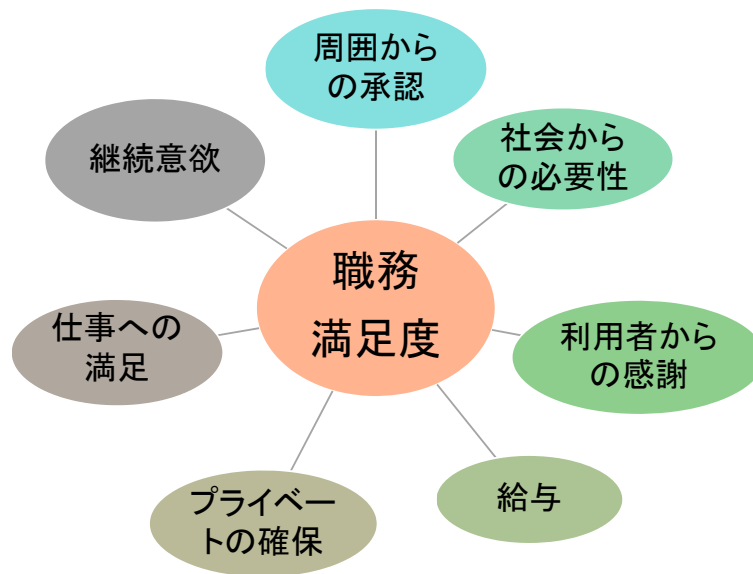 周囲から
の承認
社会から
の必要性
継続意欲
職務
満足度
仕事への
満足
利用者から
の感謝
プライベー
トの確保
給与